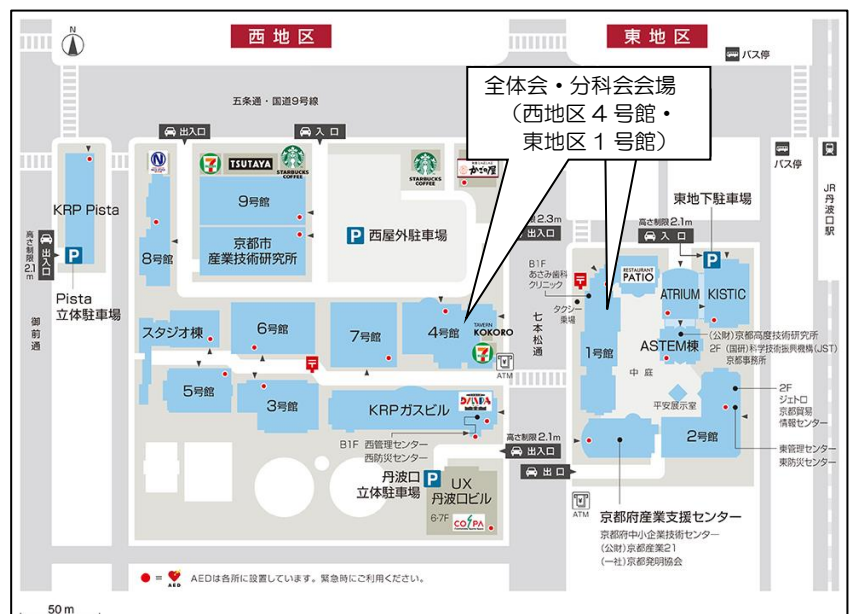 N
西地区
東地区
バス停
全体会・分科会会場
（西地区４号館・
東地区１号館）
五条通・国道9号線
出入口
入口
バス停
JR丹波口駅
7
TSUTAYA
STARBUCKS
COFFEE
STARBUCKS
COFFEE
かごの屋
KRP Pista
8号館
9号館
京都市
産業技術研究所
P 西屋外駐車場
高さ制限2.1m
出入口
P
Pista
立体駐車場
御前通
2.3m
出入口
東地下駐車場
高さ制限2.1m
入口
P
B1F
あさみ歯科
クリニック
タクシー
乗場
RESTAURANT
PATIO
ATRIUM
KISTIC
スタジオ棟
6号館
7号館
4号館
TAVERN
KOKORO
7
ATM
七本松通
1号館
ASTEM棟
(公財)京都高度技術研究所
2F (国研)科学技術振興機構(JST)
京都事務所
中庭
平安展示室
2号館
2F
ジェトロ
京都貿易
情報センター
東管理センター
東防災センター
5号館
3号館
KRPガスビル
B1F 西管理センター
西防災センター
高さ制限2.1m
出入口
出口
丹波口
立体駐車場
P
UX
丹波口ビル
6-7F
ATM
京都府産業支援センター
京都府中小企業技術センター
(公財)京都産業21
(一社)京都発明協会
= AED AEDは各所に設置しています。緊急時にご利用ください。
50 m